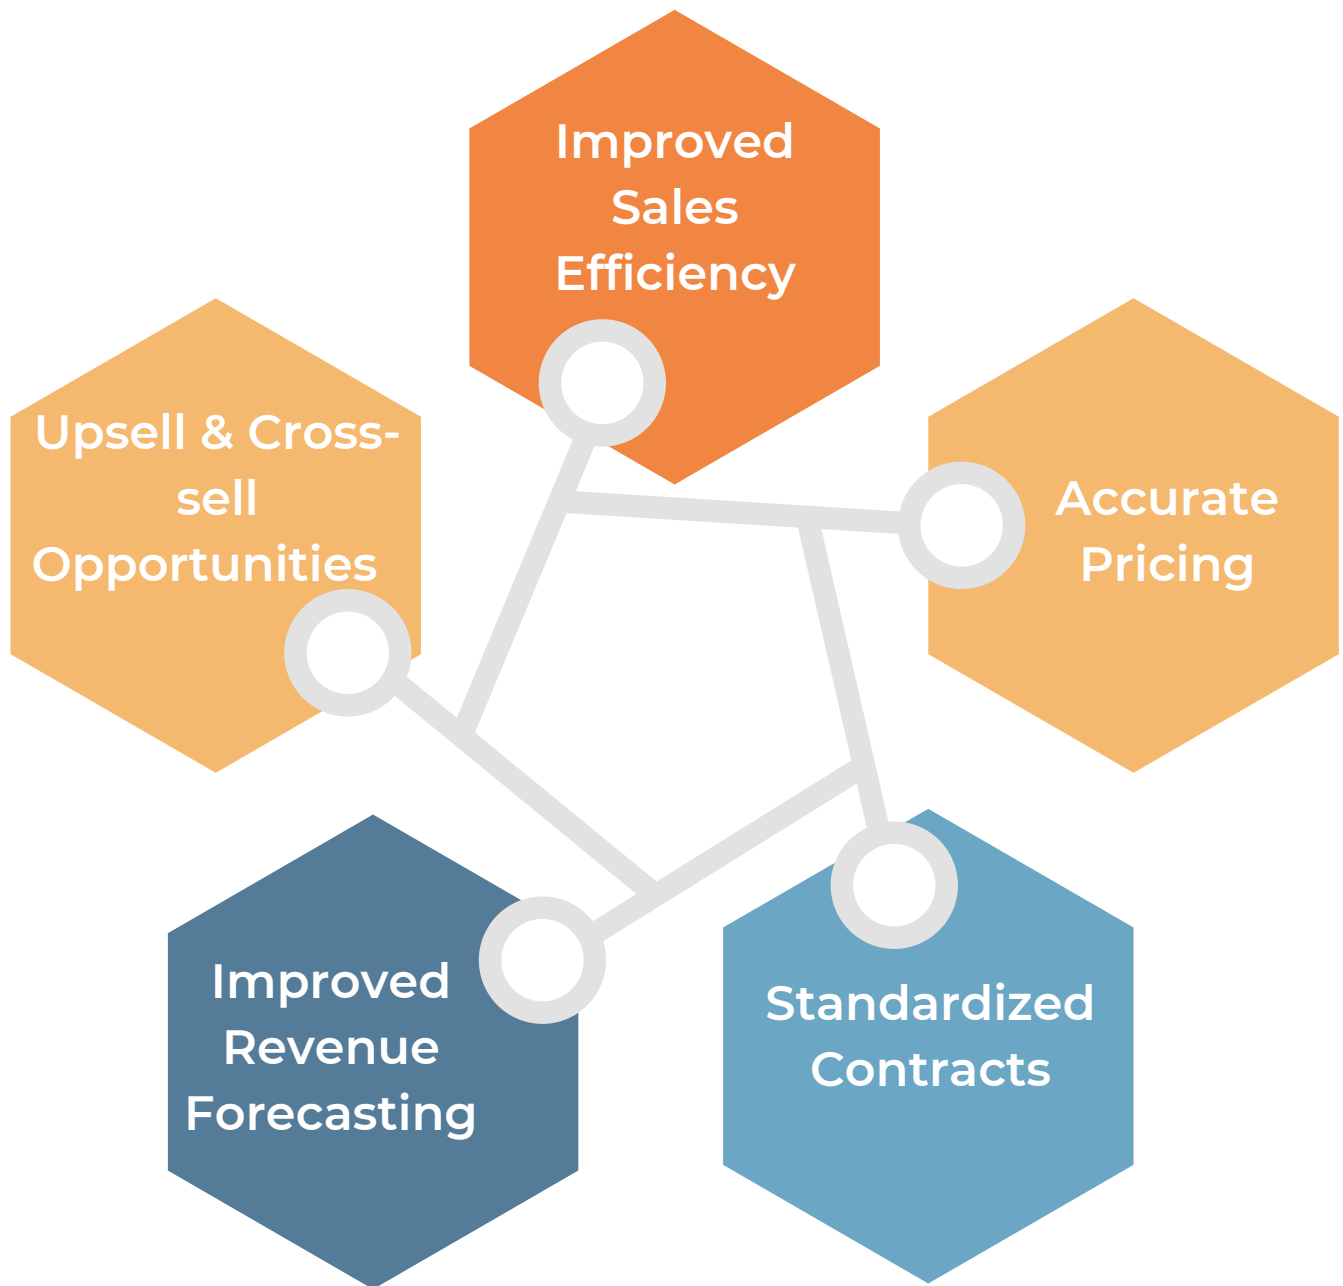 Improved
Sales
Efficiency
Upsell & Cross-
sell
Opportunities
Accurate
Pricing
Improved
Revenue
Forecasting
Standardized
Contracts